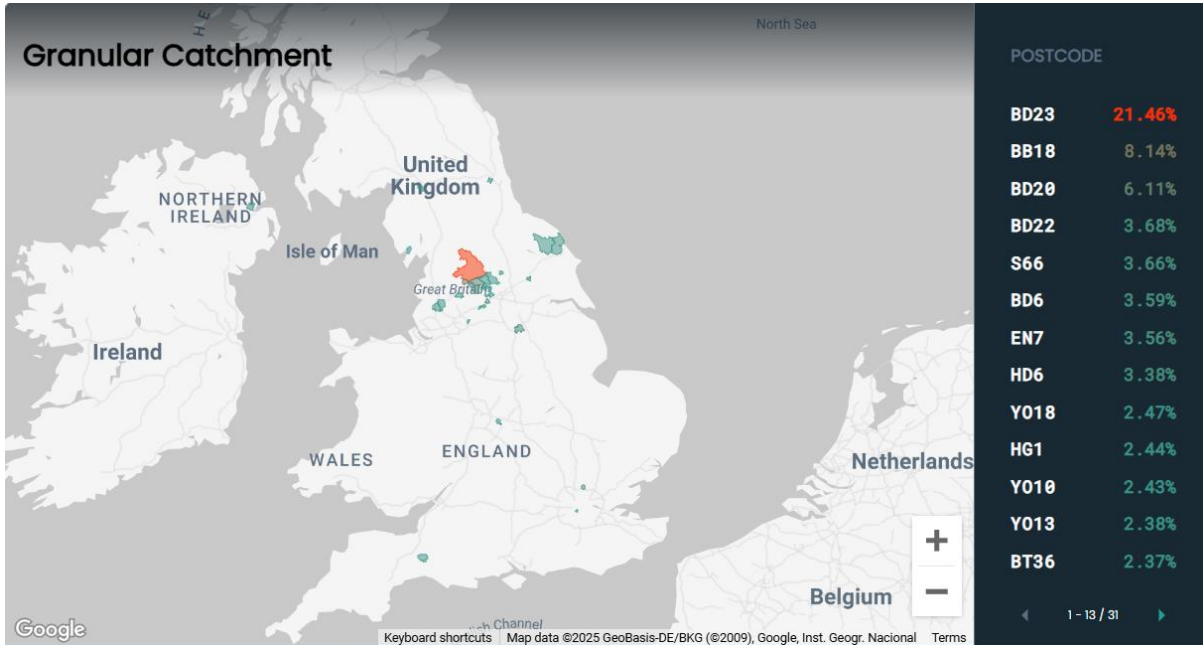 North Sea
Granular Catchment
United
Kingdom
NORTHERN
IRELAND
Isle of Man
Great Britain
Ireland
WALES
ENGLAND
Netherlands
Belgium
Channel
Google
+
−
Keyboard shortcuts Map data ©2025 GeoBasis-DE/BKG (©2009), Google, Inst. Geogr. Nacional Terms
POSTCODE
BD23 21.46%
BB18 8.14%
BD20 6.11%
BD22 3.68%
S66 3.66%
BD6 3.59%
EN7 3.56%
HD6 3.38%
YO18 2.47%
HG1 2.44%
YO10 2.43%
YO13 2.38%
BT36 2.37%
1 - 13 / 31